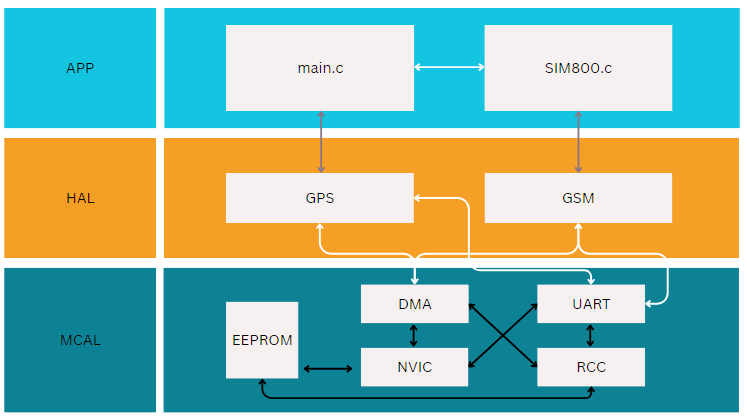 APP
main.c
SIM800.c
HAL
GPS
GSM
MCAL
EEPROM
DMA
UART
NVIC
RCC